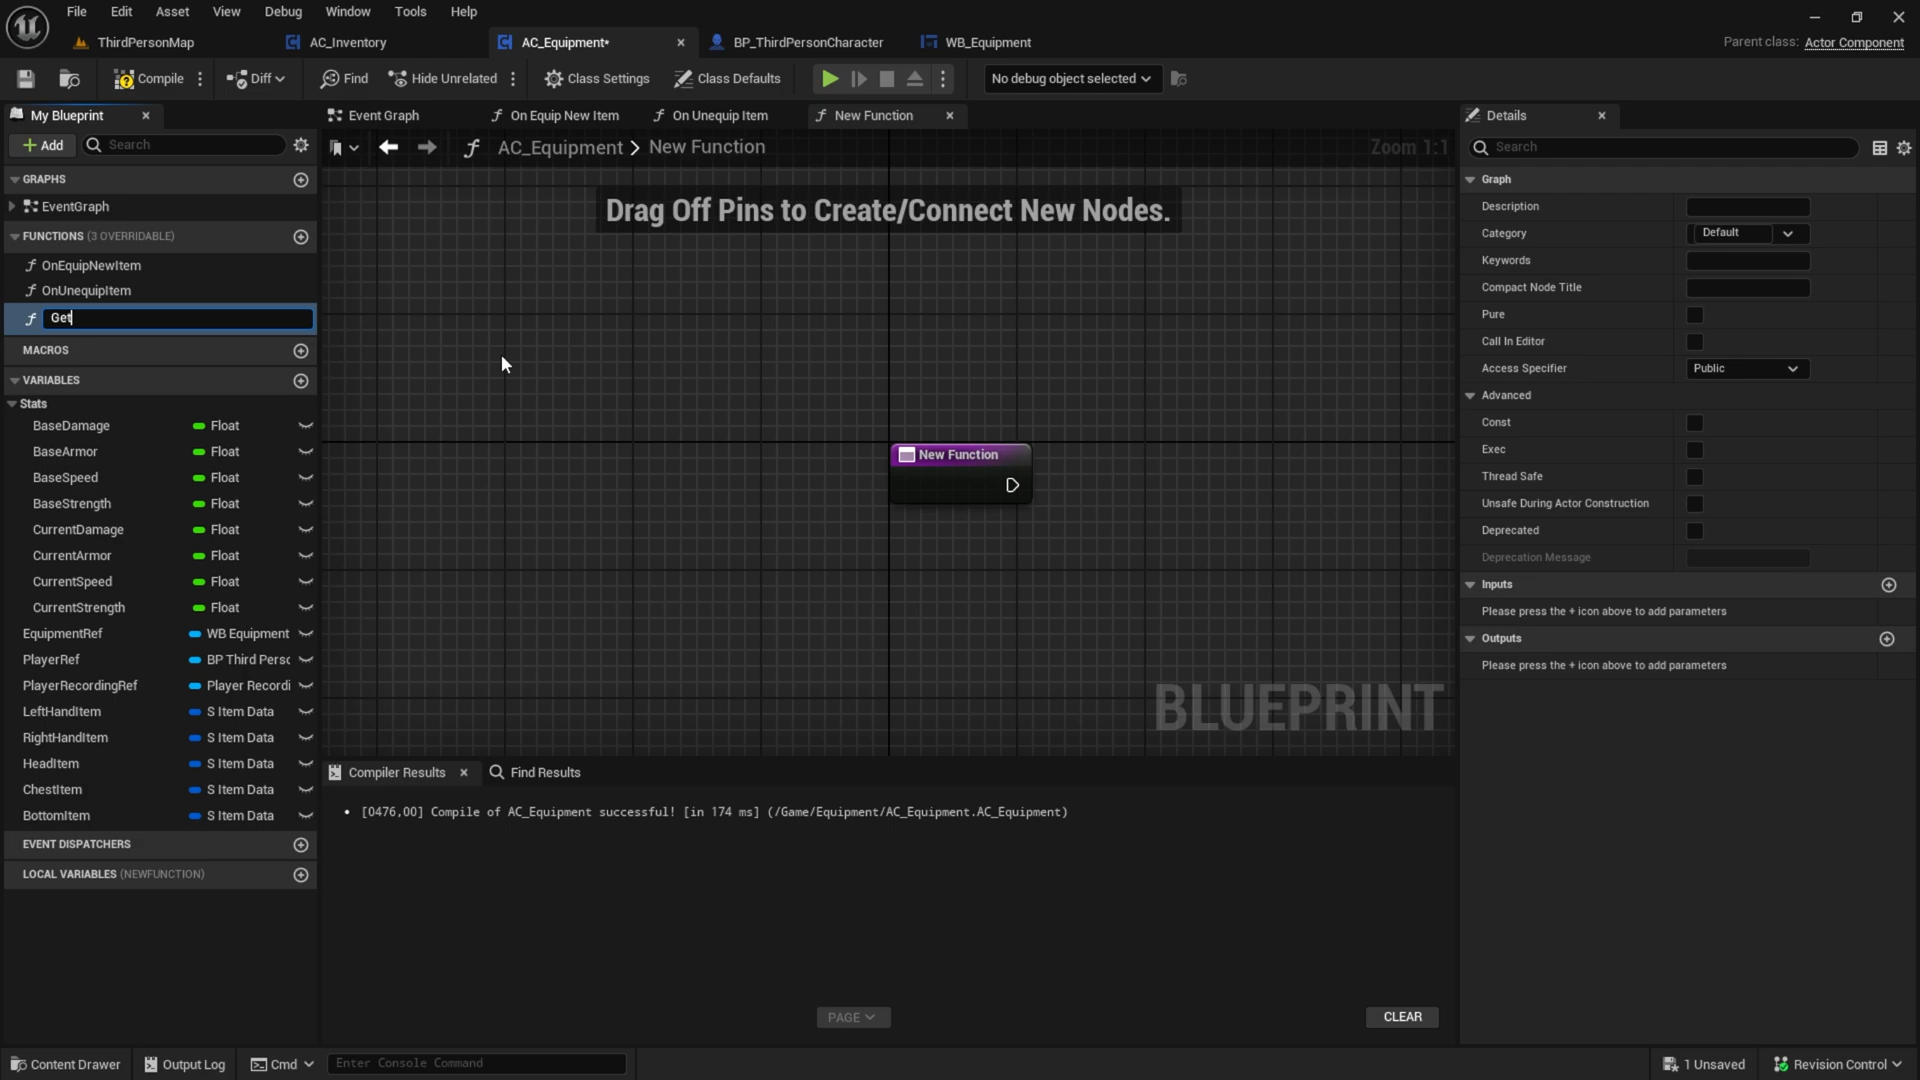 File Edit Asset View Debug Window Tools Help
ThirdPersonMap AC_Inventory AC_Equipment* BP_ThirdPersonCharacter WB_Equipment Parent class: Actor Component
Compile Diff Find Hide Unrelated Class Settings Class Defaults No debug object selected
My Blueprint
Add Search
GRAPHS
EventGraph
FUNCTIONS (3 OVERRIDABLE)
OnEquipNewItem
OnUnequipItem
Get
MACROS
VARIABLES
Stats
BaseDamage Float
BaseArmor Float
BaseSpeed Float
BaseStrength Float
CurrentDamage Float
CurrentArmor Float
CurrentSpeed Float
CurrentStrength Float
EquipmentRef WB Equipment
PlayerRef BP Third Perso
PlayerRecordingRef Player Recordi
LeftHandItem S Item Data
RightHandItem S Item Data
HeadItem S Item Data
ChestItem S Item Data
BottomItem S Item Data
EVENT DISPATCHERS
LOCAL VARIABLES (NEWFUNCTION)
Event Graph On Equip New Item On Unequip Item New Function
AC_Equipment > New Function Zoom 1:1
Drag Off Pins to Create/Connect New Nodes.
New Function
BLUEPRINT
Compiler Results Find Results
[0476,00] Compile of AC_Equipment successful! [in 174 ms] (/Game/Equipment/AC_Equipment.AC_Equipment)
PAGE CLEAR
Details
Search
Graph
Description
Category Default
Keywords
Compact Node Title
Pure
Call In Editor
Access Specifier Public
Advanced
Const
Exec
Thread Safe
Unsafe During Actor Construction
Deprecated
Deprecation Message
Inputs
Please press the + icon above to add parameters
Outputs
Please press the + icon above to add parameters
Content Drawer Output Log Cmd Enter Console Command 1 Unsaved Revision Control